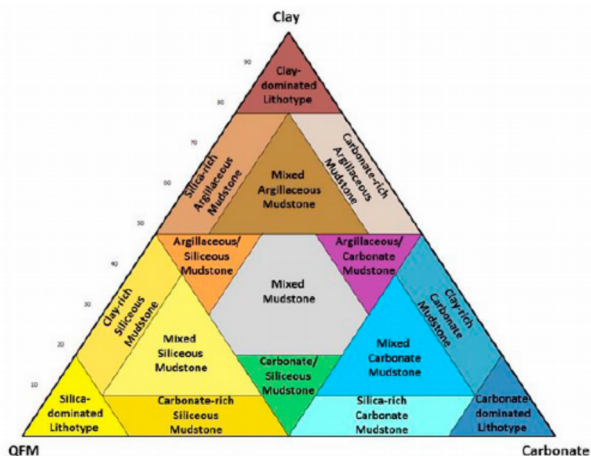 Clay
90
Clay-
dominated
Lithotype
80
70
Silica-rich
Argillaceous
Mudstone
Mixed
Argillaceous
Mudstone
Carbonate-rich
Argillaceous
Mudstone
60
50
Argillaceous/
Siliceous
Mudstone
Argillaceous/
Carbonate
Mudstone
40
Mixed
Mudstone
Clay-rich
Siliceous
Mudstone
Clay-rich
Carbonate
Mudstone
30
Mixed
Siliceous
Mudstone
Mixed
Carbonate
Mudstone
20
Carbonate/
Siliceous
Mudstone
10
Silica-
dominated
Lithotype
Carbonate-rich
Siliceous
Mudstone
Silica-rich
Carbonate
Mudstone
Carbonate-
dominated
Lithotype
QFM
Carbonate